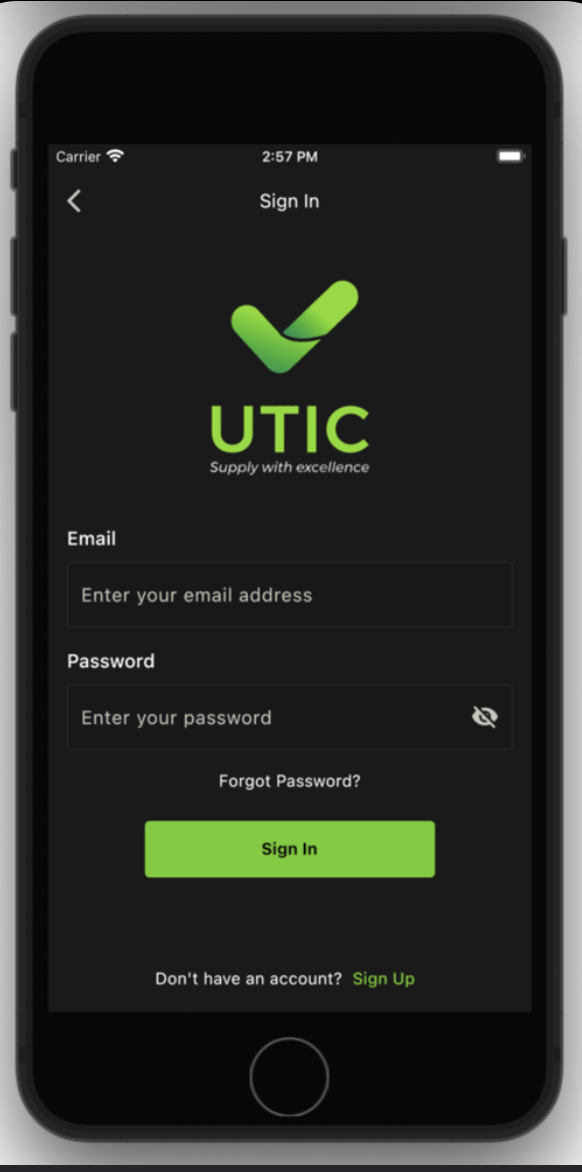 Carrier
2:57 PM
Sign In
UTIC
Supply with excellence
Email
Enter your email address
Password
Enter your password
Forgot Password?
Sign In
Don't have an account? Sign Up